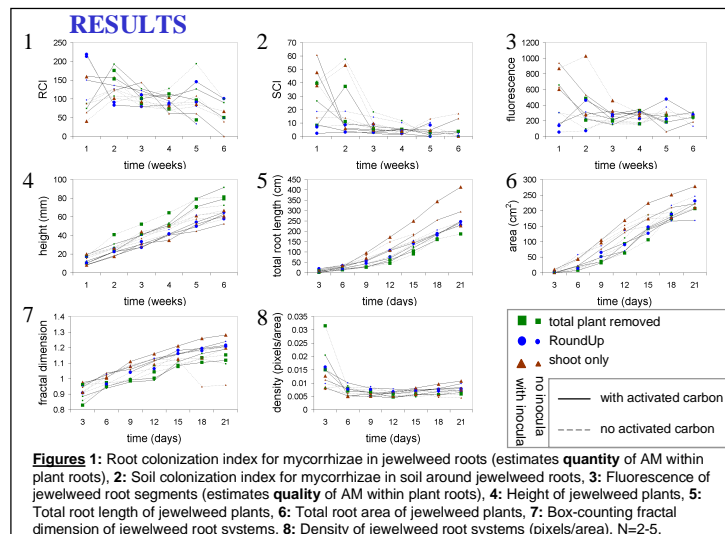 RESULTS
1
RCI
250
200
150
100
50
0
1 2 3 4 5 6
time (weeks)
2
SCI
70
60
50
40
30
20
10
0
1 2 3 4 5 6
time (weeks)
3
fluorescence
1200
1000
800
600
400
200
0
1 2 3 4 5 6
time (weeks)
4
height (mm)
100
80
60
40
20
0
1 2 3 4 5 6
time (weeks)
5
total root length (cm)
450
400
350
300
250
200
150
100
50
0
3 6 9 12 15 18 21
time (days)
6
area (cm²)
300
250
200
150
100
50
0
3 6 9 12 15 18 21
time (days)
7
fractal dimension
1.4
1.3
1.2
1.1
1
0.9
0.8
3 6 9 12 15 18 21
time (days)
8
density (pixels/area)
0.035
0.03
0.025
0.02
0.015
0.01
0.005
0
3 6 9 12 15 18 21
time (days)
total plant removed
RoundUp
shoot only
no inocula
with inocula
with activated carbon
no activated carbon
Figures 1: Root colonization index for mycorrhizae in jewelweed roots (estimates quantity of AM within
plant roots), 2: Soil colonization index for mycorrhizae in soil around jewelweed roots, 3: Fluorescence of
jewelweed root segments (estimates quality of AM within plant roots), 4: Height of jewelweed plants, 5:
Total root length of jewelweed plants, 6: Total root area of jewelweed plants, 7: Box-counting fractal
dimension of jewelweed root systems, 8: Density of jewelweed root systems (pixels/area). N=2-5.